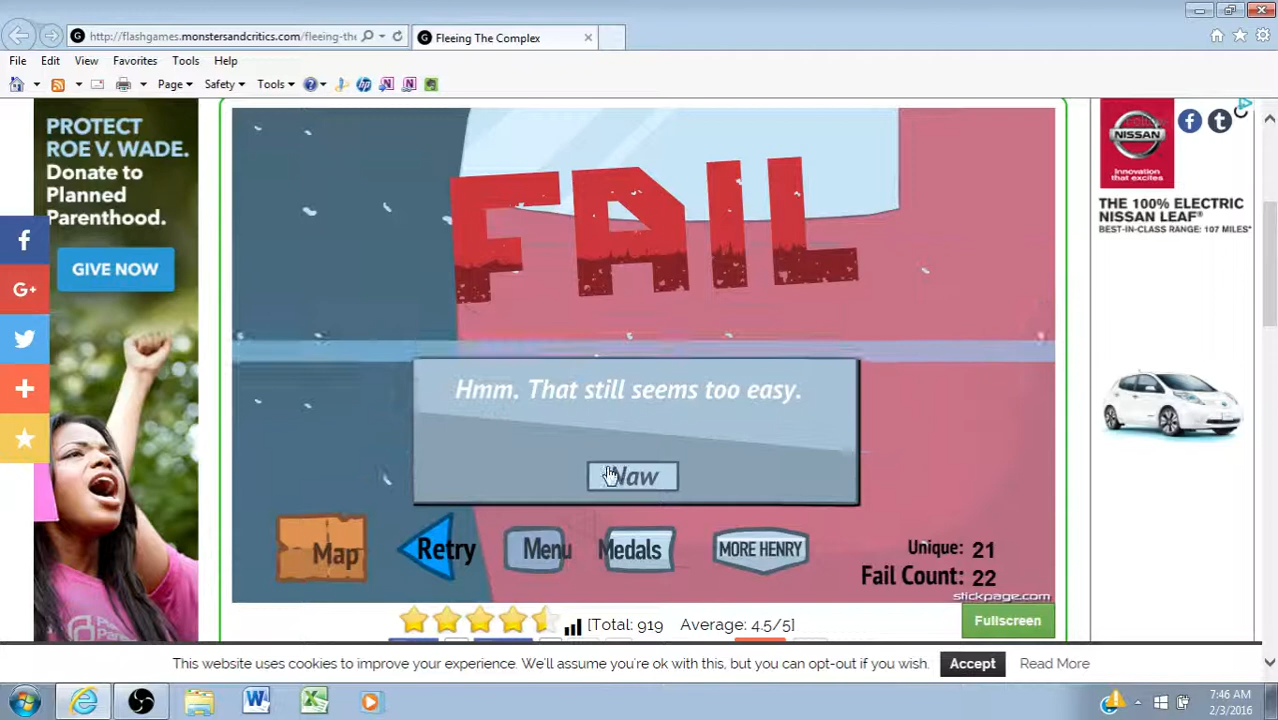 http://flashgames.monstersandcritics.com/fleeing-the
Fleeing The Complex
File Edit View Favorites Tools Help
Page Safety Tools
PROTECT
ROE V. WADE.
Donate to
Planned
Parenthood.
GIVE NOW
FAIL
Hmm. That still seems too easy.
Naw
Map
Retry
Menu
Medals
MORE HENRY
Unique: 21
Fail Count: 22
stickpage.com
[Total: 919 Average: 4.5/5]
Fullscreen
NISSAN
Innovation
that excites
THE 100% ELECTRIC
NISSAN LEAF®
BEST-IN-CLASS RANGE: 107 MILES*
This website uses cookies to improve your experience. We'll assume you're ok with this, but you can opt-out if you wish. Accept Read More
7:46 AM
2/3/2016